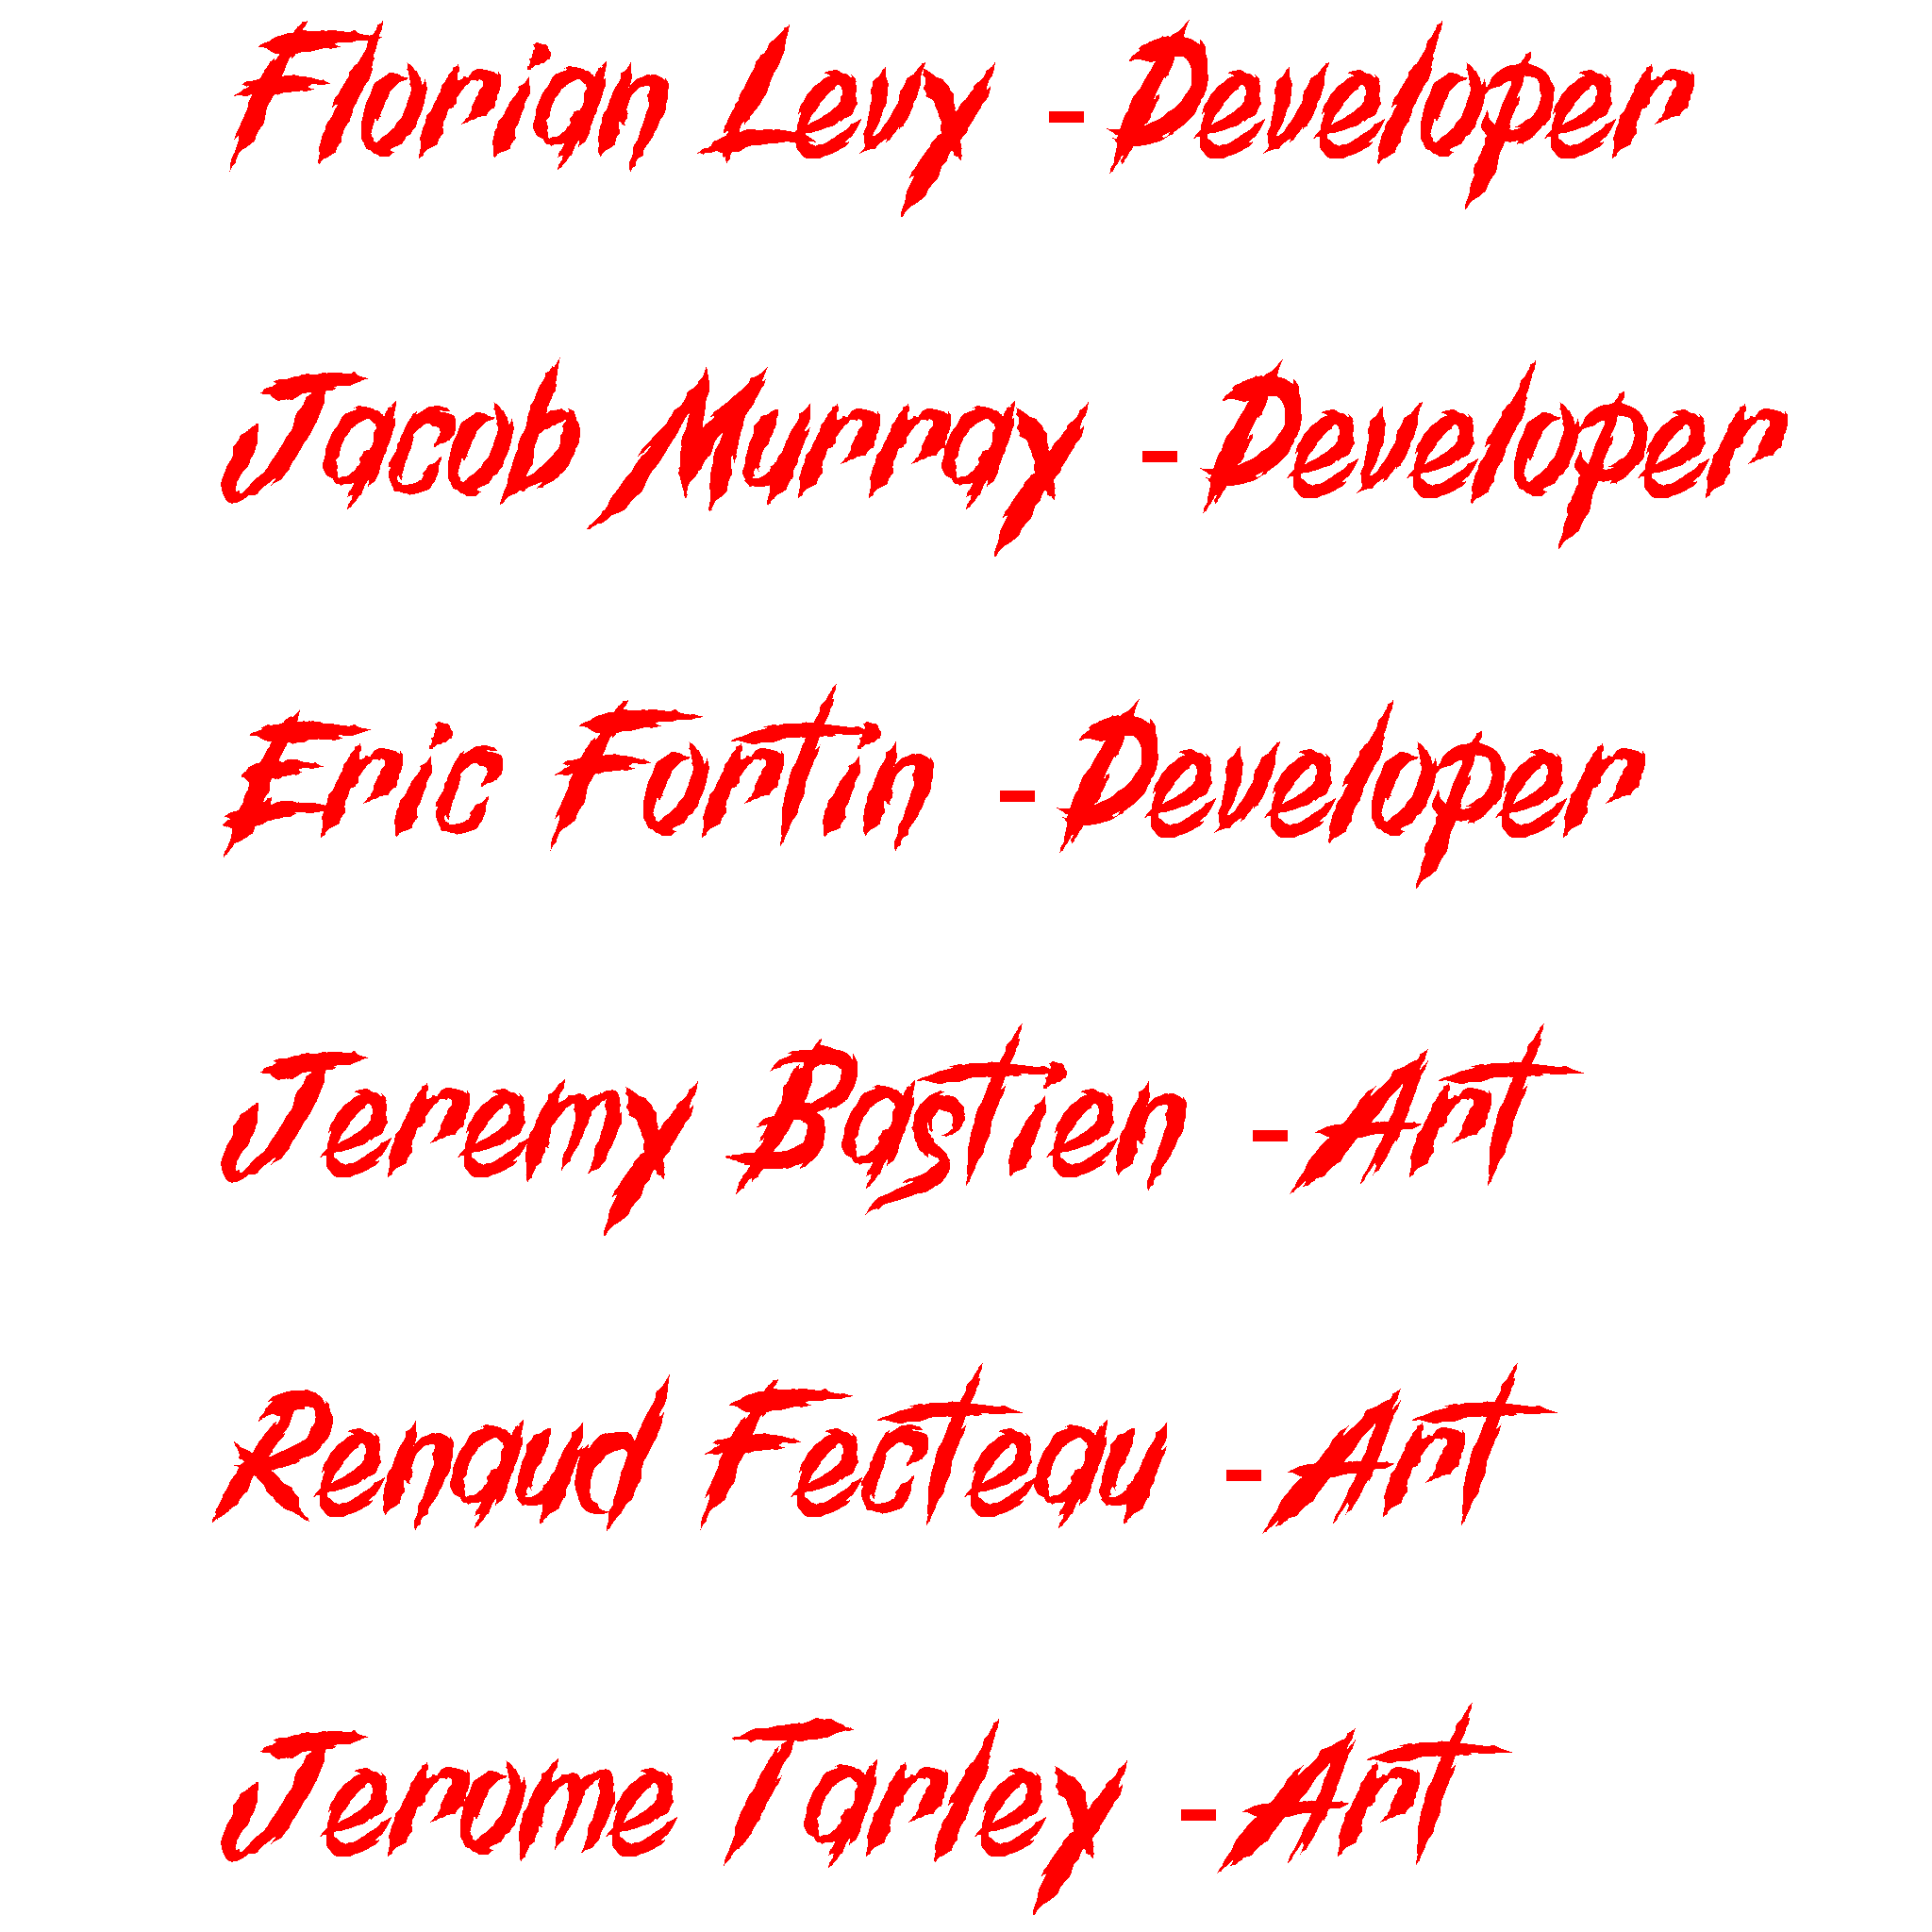 Florian Levy - Developer
Jacob Murray - Developer
Eric Fortin - Developer
Jeremy Bastien - Art
Renaud Fecteau - Art
Jerome Tarley - Art